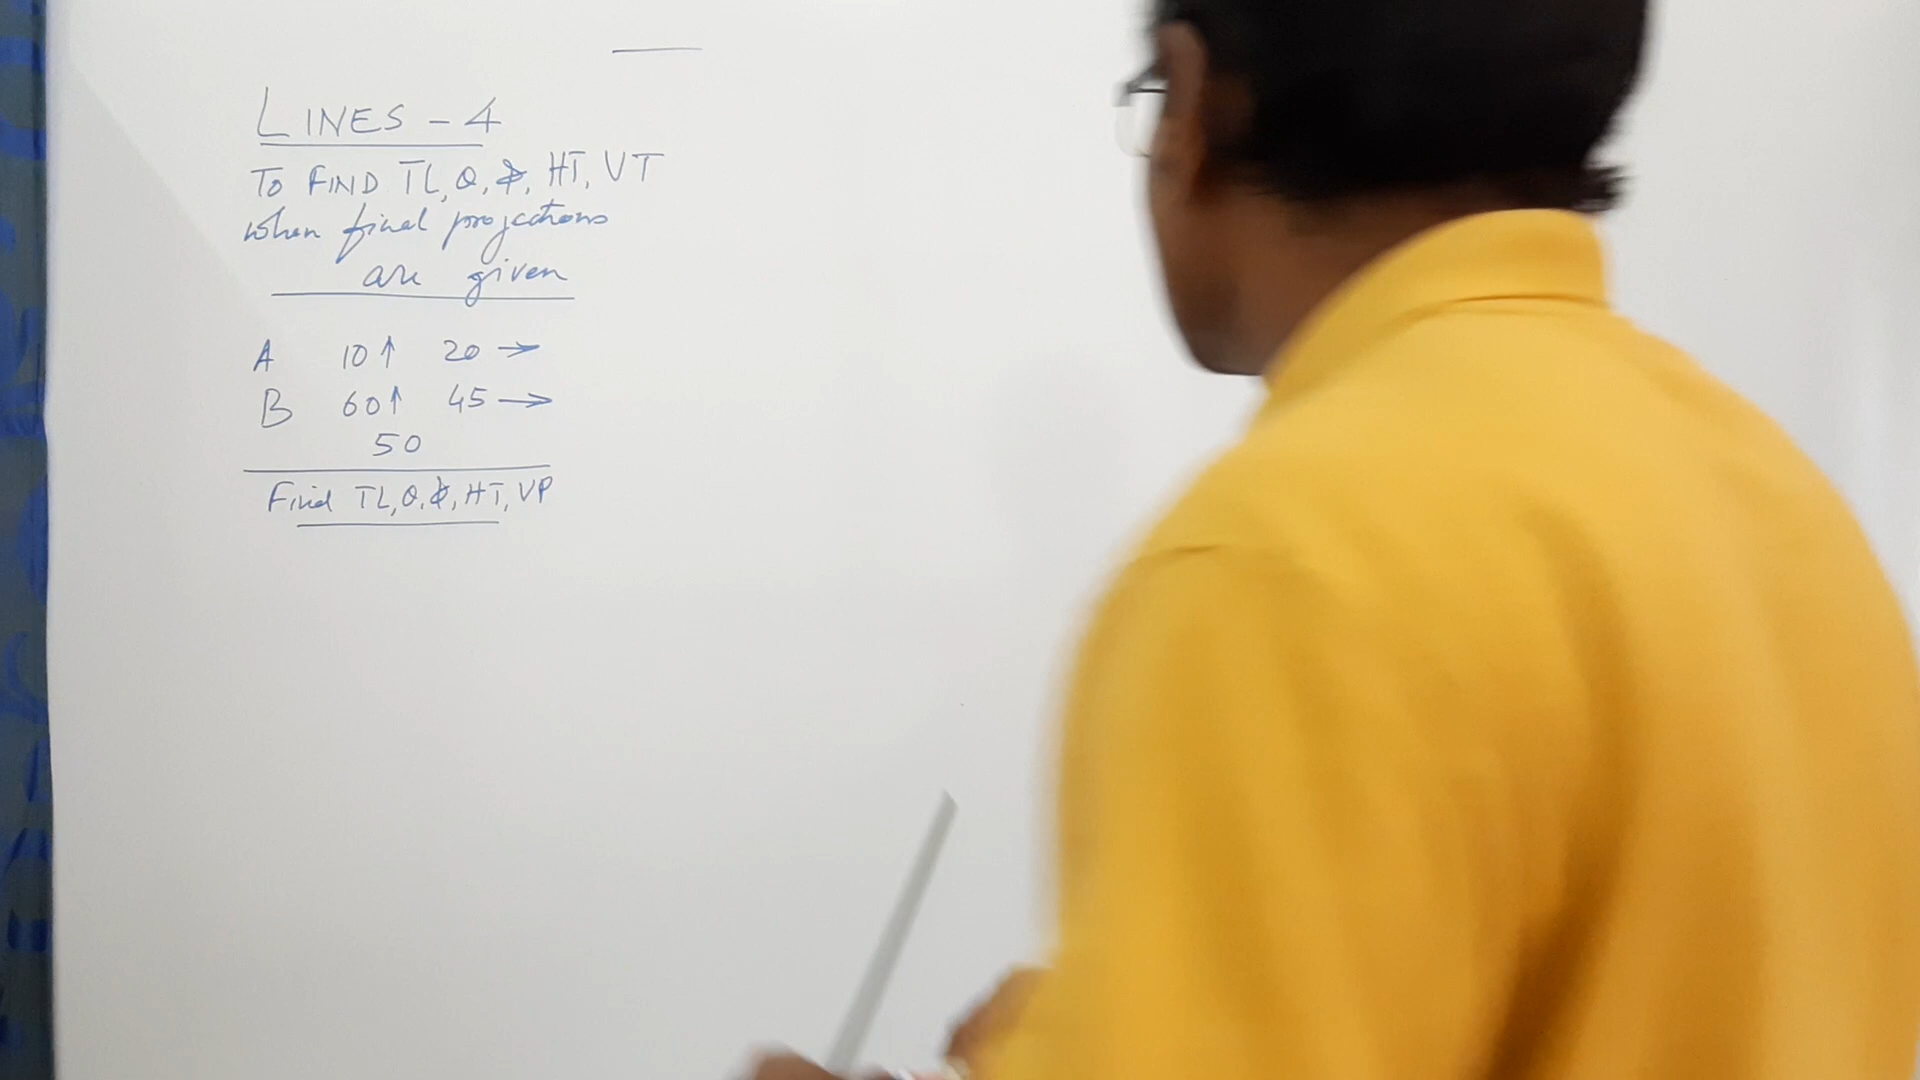 LINES - 4
TO FIND TL, θ, Φ, HT, VT
when final projections
are given
A 10↑ 20 →
B 60↑ 45 →
50
Find TL, θ, Φ, HT, VP